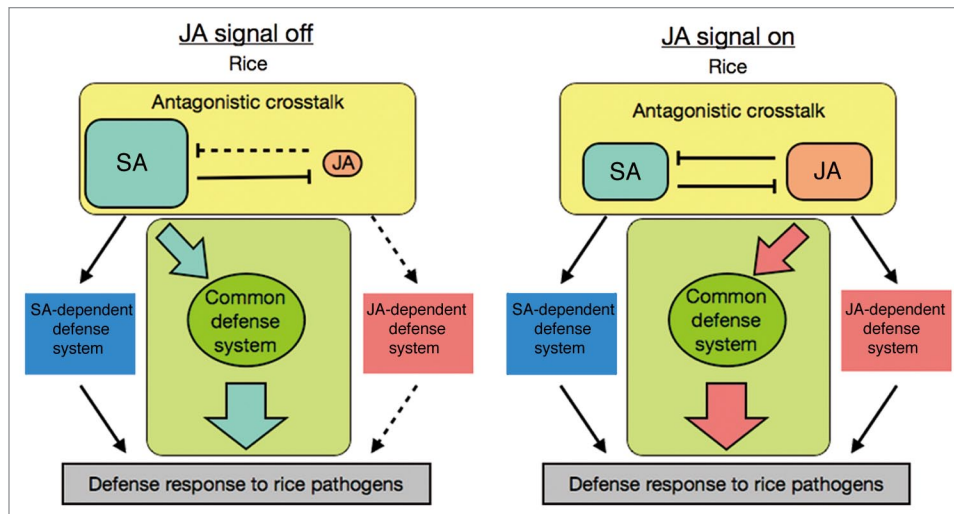 JA signal off
Rice
Antagonistic crosstalk
SA
JA
SA-dependent
defense
system
Common
defense
system
JA-dependent
defense
system
Defense response to rice pathogens
JA signal on
Rice
Antagonistic crosstalk
SA
JA
SA-dependent
defense
system
Common
defense
system
JA-dependent
defense
system
Defense response to rice pathogens